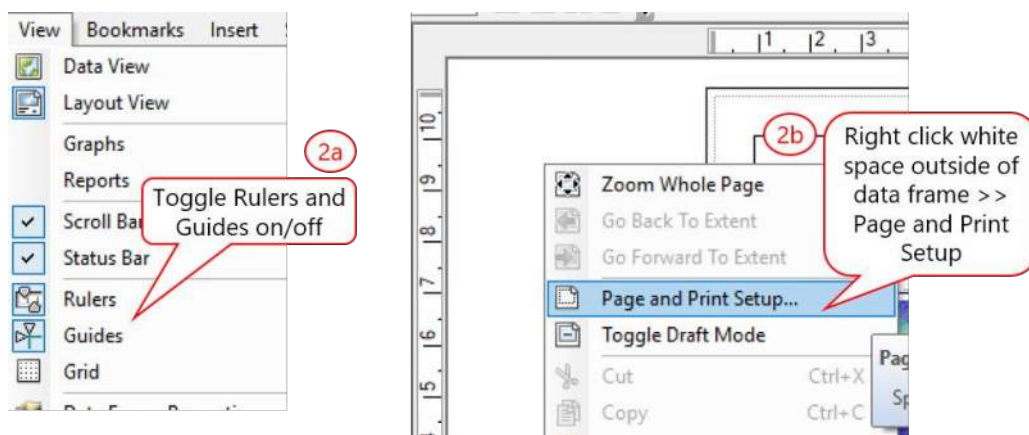 View Bookmarks Insert
Data View
Layout View
Graphs
Reports
Scroll Ba
Status Bar
Rulers
Guides
Grid
2a
Toggle Rulers and
Guides on/off
1 2 3
10
9
8
7
6
5
2b
Right click white
space outside of
data frame >>
Page and Print
Setup
Zoom Whole Page
Go Back To Extent
Go Forward To Extent
Page and Print Setup...
Toggle Draft Mode
Cut Ctrl+X
Copy Ctrl+C
Pag
Sp